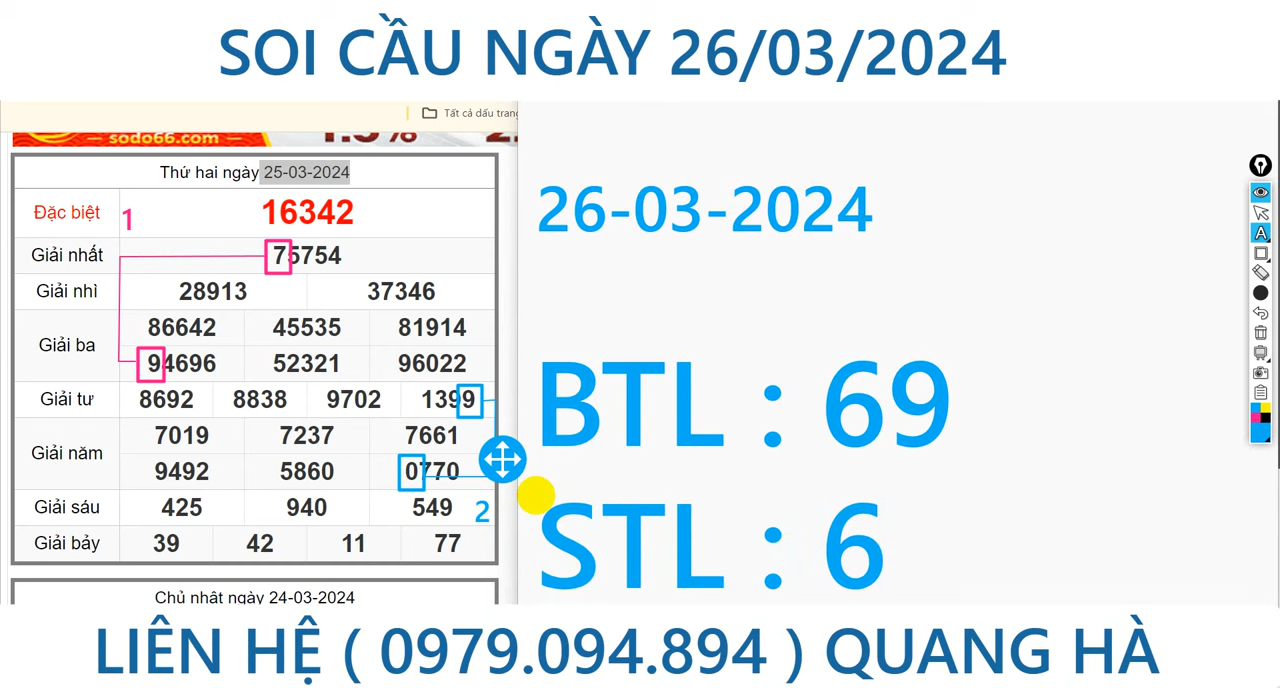 SOI CẦU NGÀY 26/03/2024
Tất cả dấu trang
sodo66.com
1.5%
Thứ hai ngày 25-03-2024
Đặc biệt 1 16342
Giải nhất 75754
Giải nhì 28913 37346
Giải ba 86642 45535 81914
94696 52321 96022
Giải tư 8692 8838 9702 1399
Giải năm 7019 7237 7661
9492 5860 0770
Giải sáu 425 940 549 2
Giải bảy 39 42 11 77
Chủ nhật ngày 24-03-2024
26-03-2024
BTL : 69
STL : 6
A
LIÊN HỆ ( 0979.094.894 ) QUANG HÀ